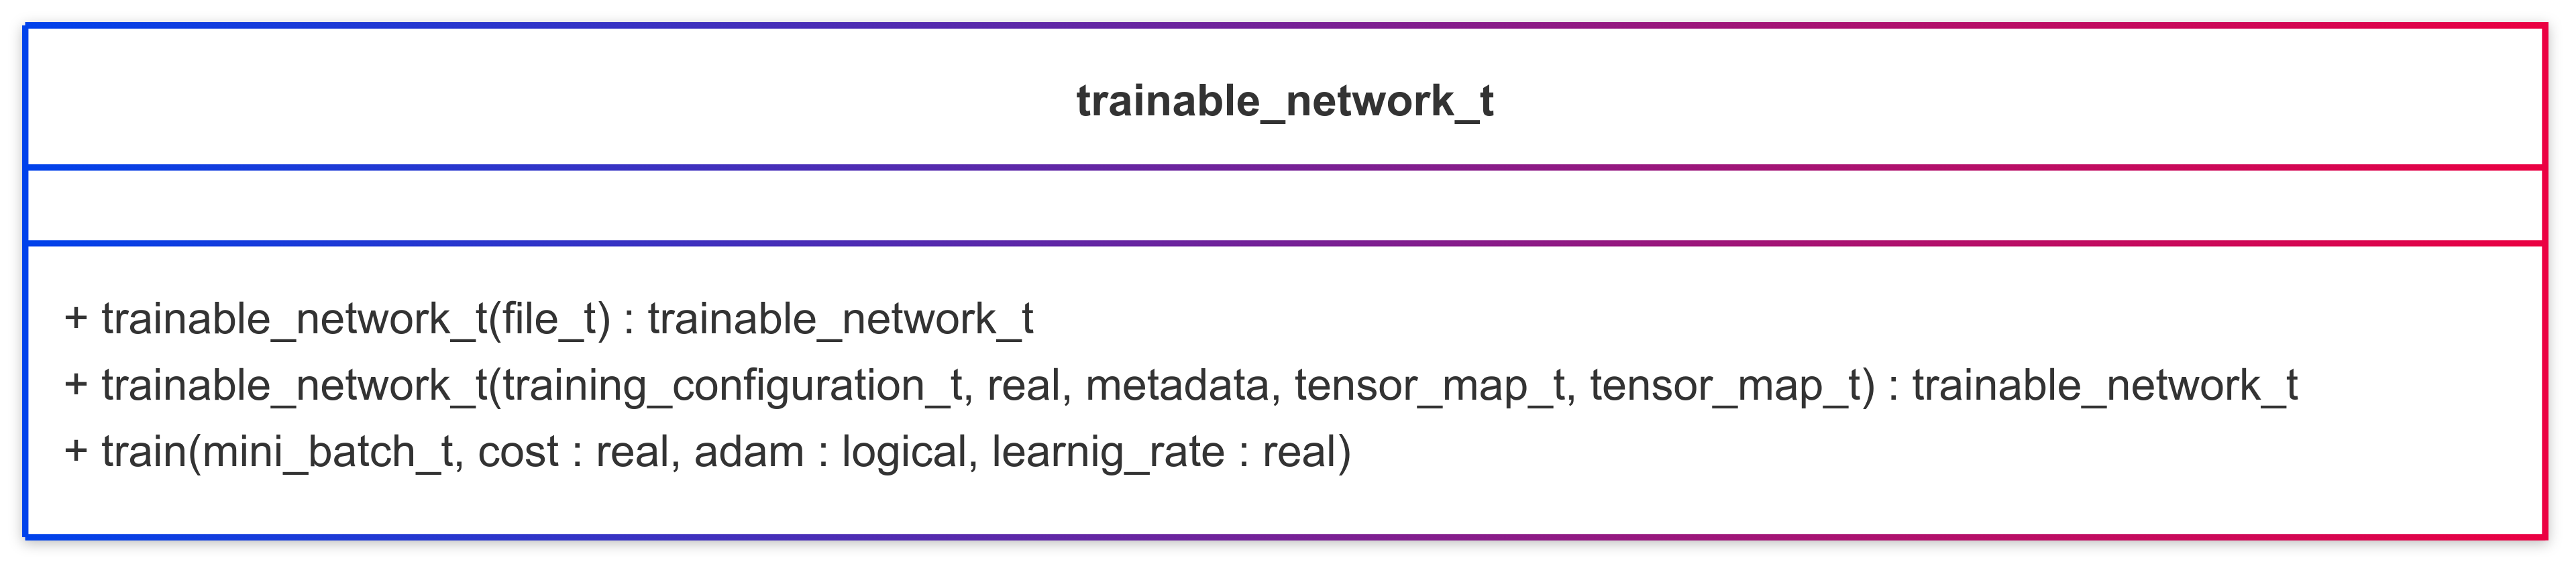 trainable_network_t
+ trainable_network_t(file_t) : trainable_network_t
+ trainable_network_t(training_configuration_t, real, metadata, tensor_map_t, tensor_map_t) : trainable_network_t
+ train(mini_batch_t, cost : real, adam : logical, learnig_rate : real)